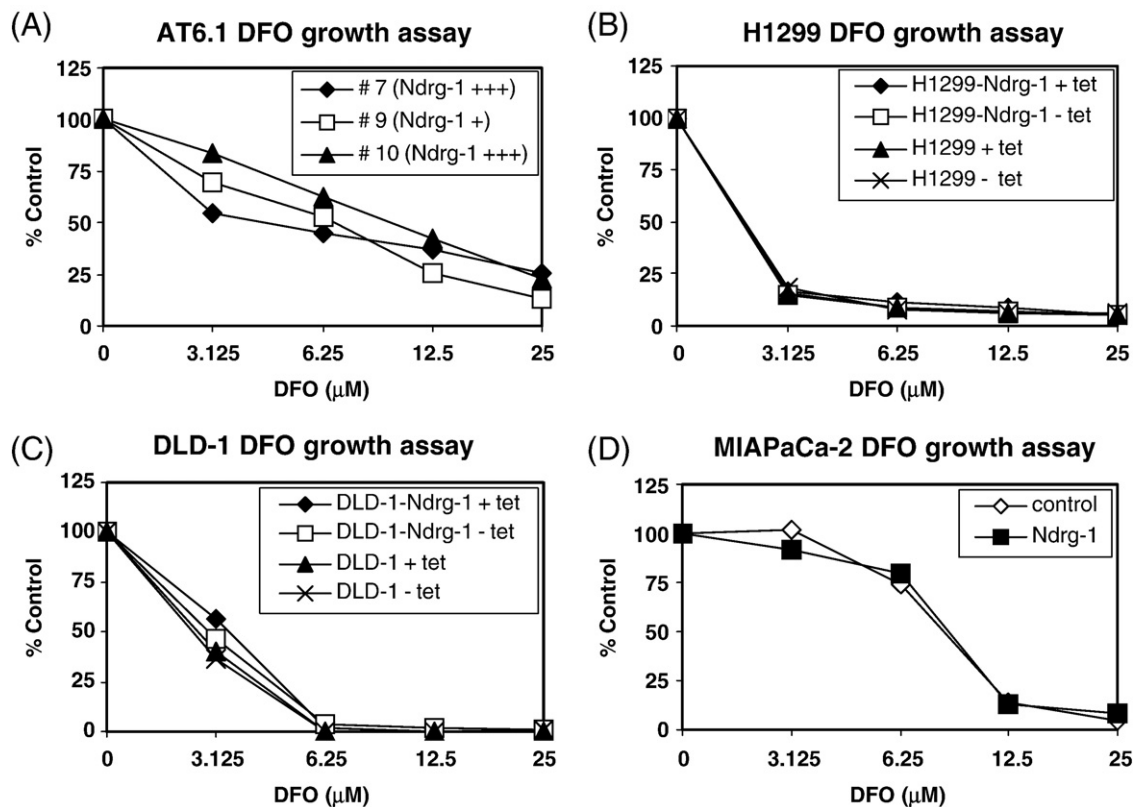 (A)
AT6.1 DFO growth assay
# 7 (Ndrg-1 +++)
# 9 (Ndrg-1 +)
# 10 (Ndrg-1 +++)
125
100
75
50
25
0
% Control
0 3.125 6.25 12.5 25
DFO (μM)
(B)
H1299 DFO growth assay
H1299-Ndrg-1 + tet
H1299-Ndrg-1 - tet
H1299 + tet
H1299 - tet
125
100
75
50
25
0
% Control
0 3.125 6.25 12.5 25
DFO (μM)
(C)
DLD-1 DFO growth assay
DLD-1-Ndrg-1 + tet
DLD-1-Ndrg-1 - tet
DLD-1 + tet
DLD-1 - tet
125
100
75
50
25
0
% Control
0 3.125 6.25 12.5 25
DFO (μM)
(D)
MIAPaCa-2 DFO growth assay
control
Ndrg-1
125
100
75
50
25
0
% Control
0 3.125 6.25 12.5 25
DFO (μM)